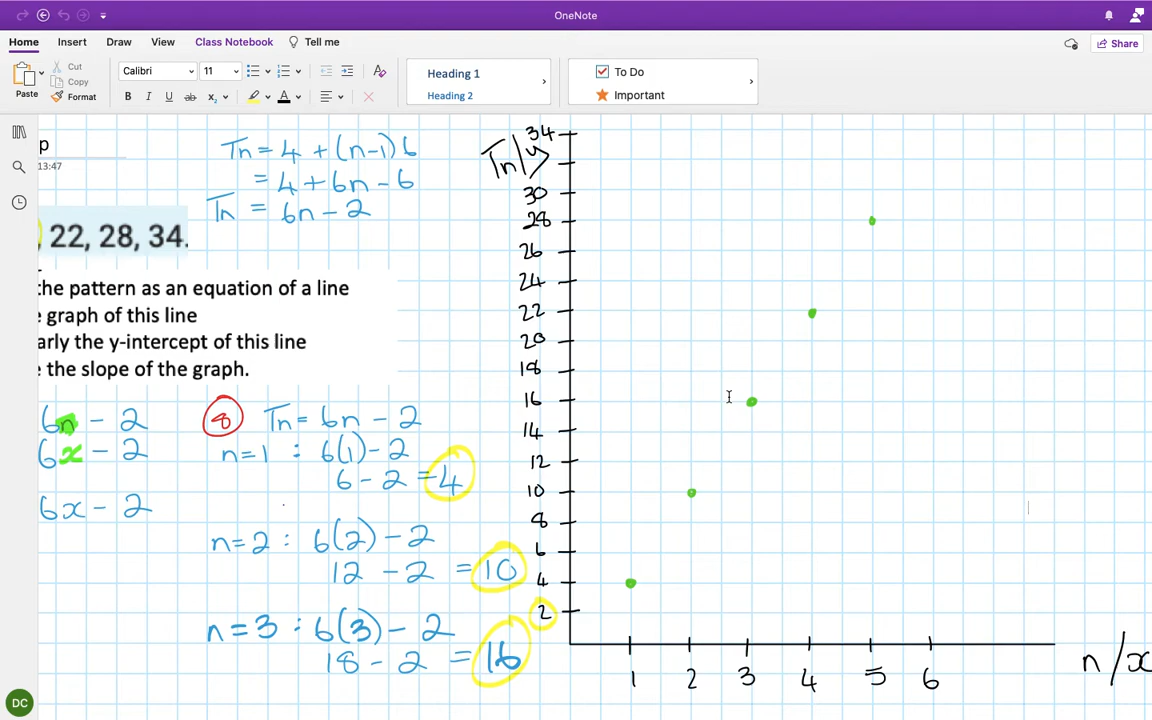 OneNote
Home Insert Draw View Class Notebook Tell me
Share
Paste
Cut
Copy
Format
Calibri 11
B I U ab x₂ A
Heading 1
Heading 2
To Do
Important
p
13:47
Tn = 4 + (n-1)6
= 4 + 6n - 6
Tn = 6n - 2
, 22, 28, 34.
the pattern as an equation of a line
e graph of this line
arly the y-intercept of this line
e the slope of the graph.
6n - 2
6x - 2
6x - 2
8 Tn = 6n - 2
n=1 : 6(1) - 2
6 - 2 = 4
n=2 : 6(2) - 2
12 - 2 = 10
n=3 : 6(3) - 2
18 - 2 = 16
Tn/y
34
30
28
26
24
22
20
18
16
14
12
10
8
6
4
2
1 2 3 4 5 6
n/x
DC